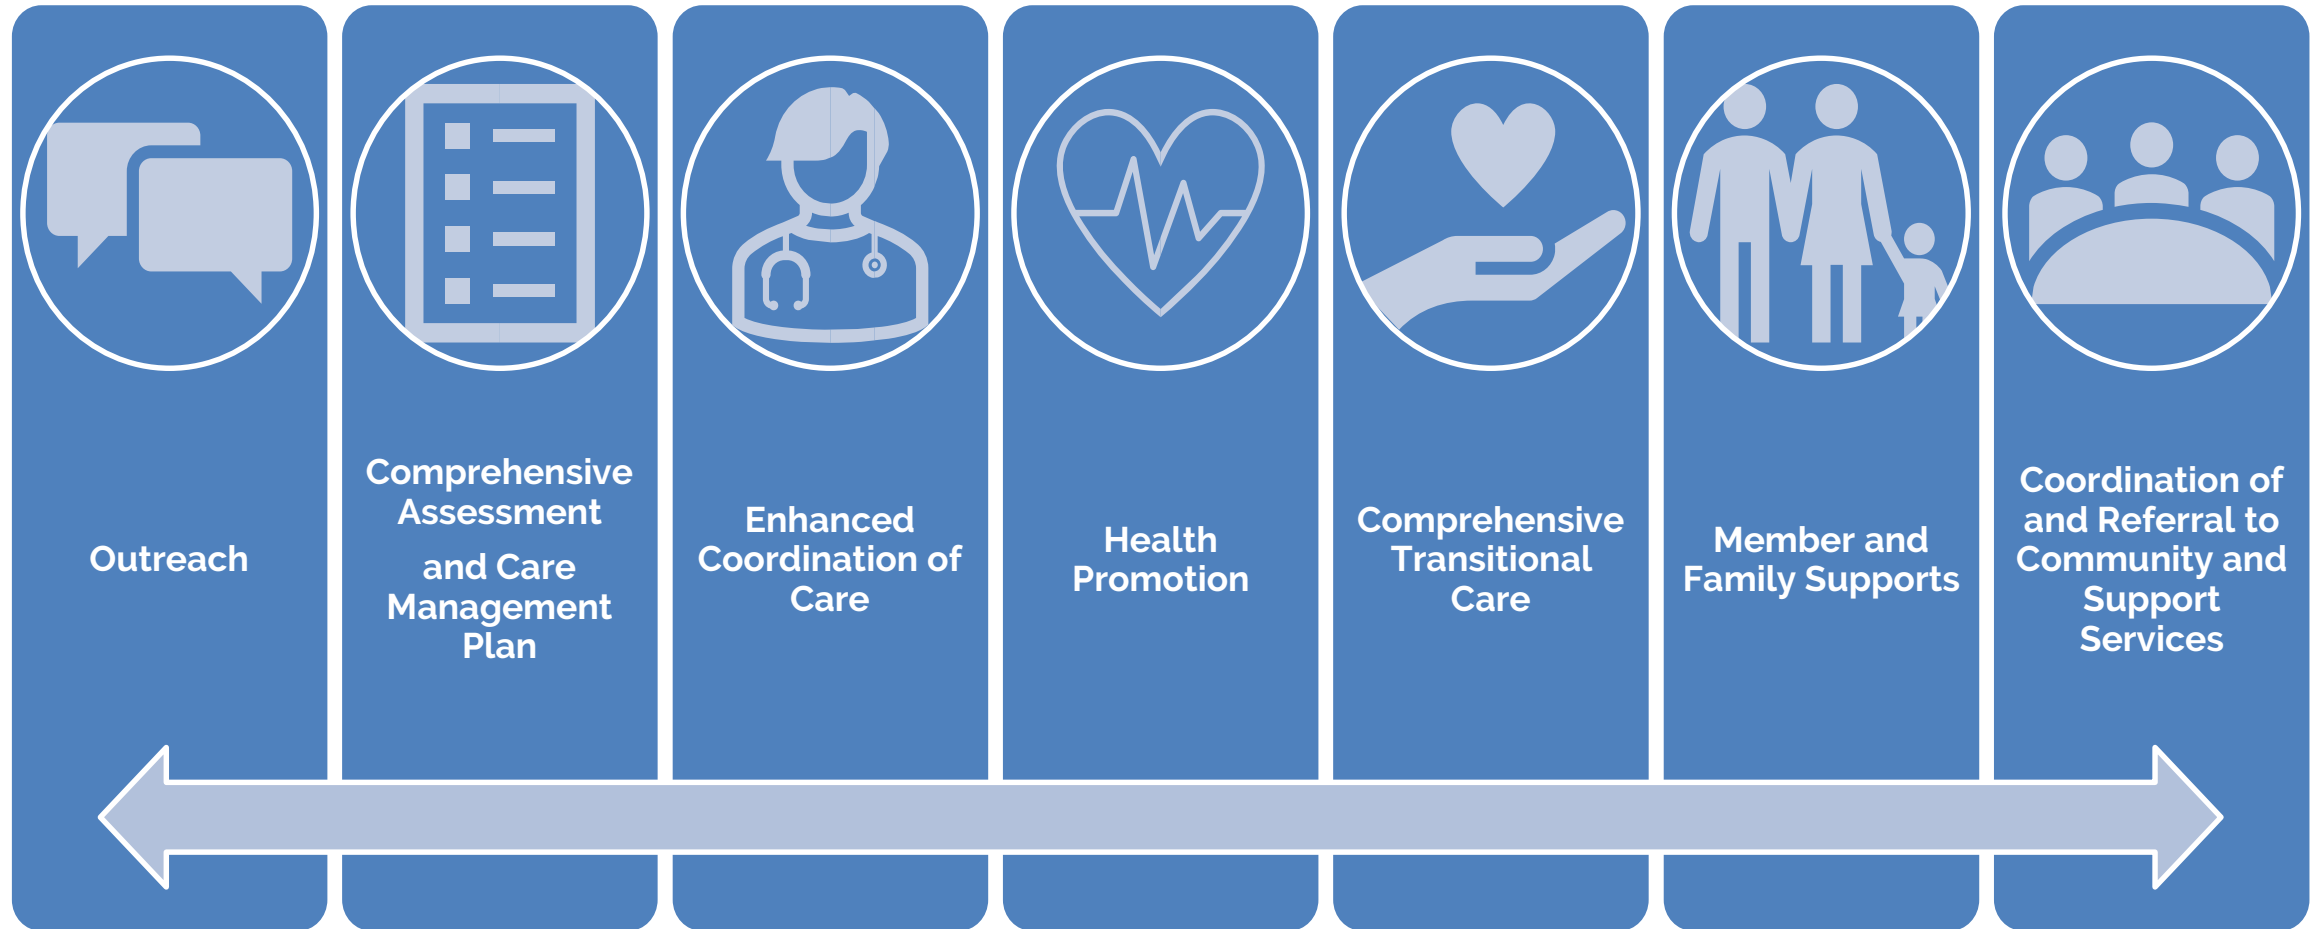 Outreach
Comprehensive
Assessment
and Care
Management
Plan
Enhanced
Coordination of
Care
Health
Promotion
Comprehensive
Transitional
Care
Member and
Family Supports
Coordination of
and Referral to
Community and
Support
Services